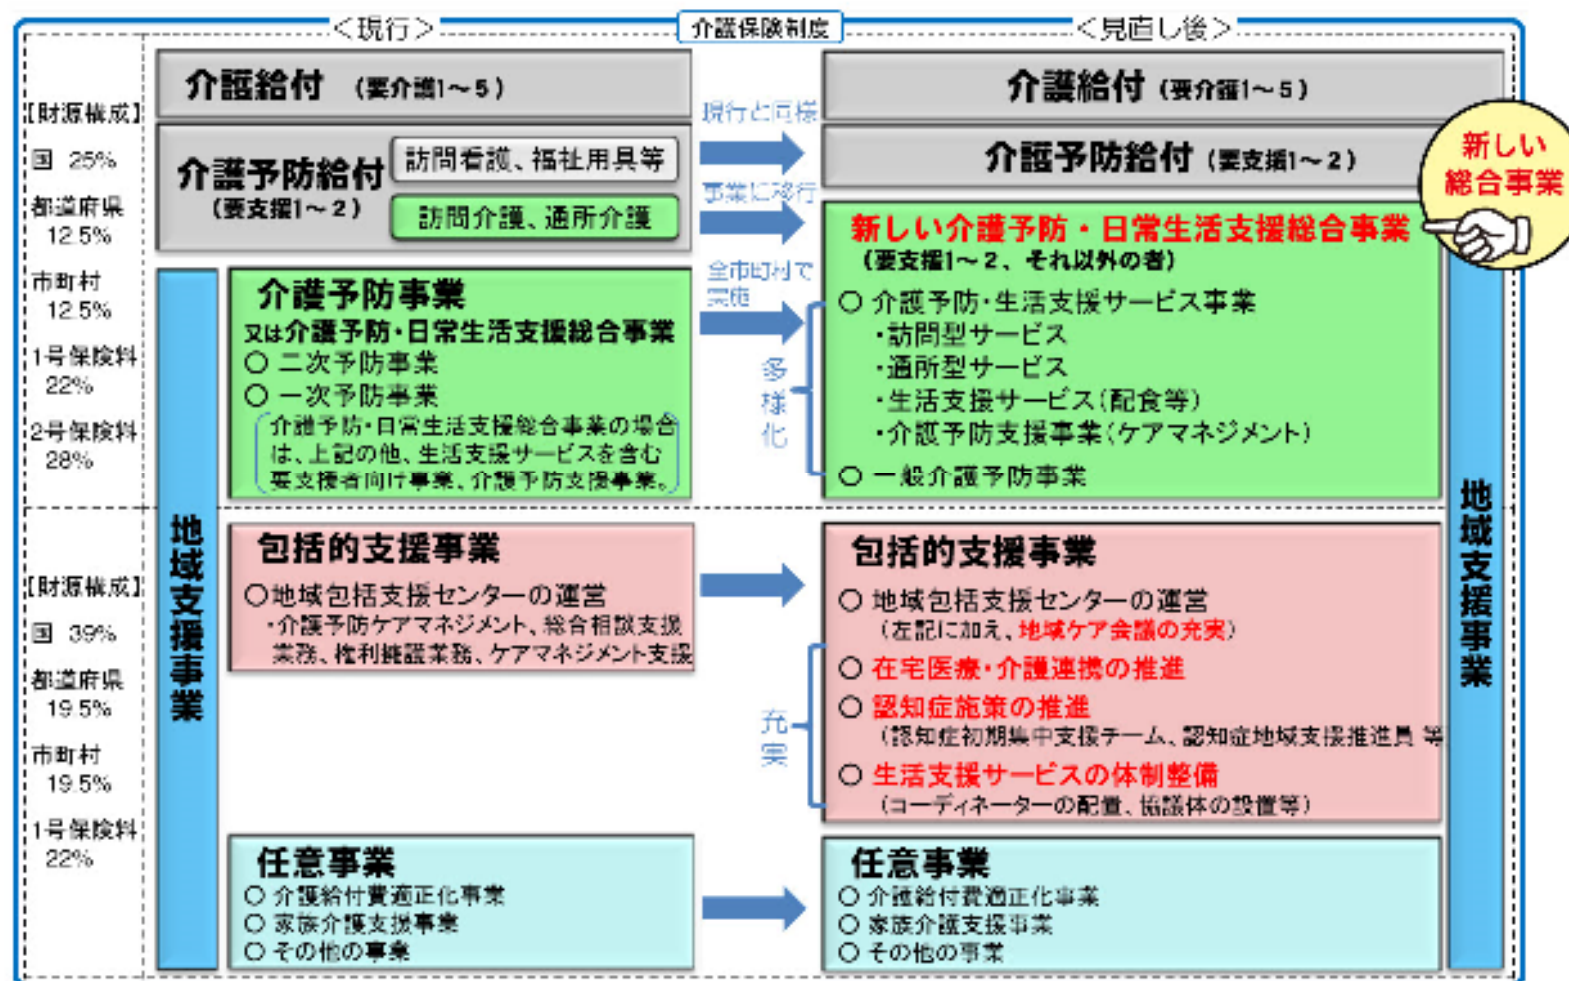 ＜現行＞
介護保険制度
＜見直し後＞
【財源構成】
国 25%
都道府県
12.5%
市町村
12.5%
1号保険料
22%
2号保険料
28%
【財源構成】
国 39%
都道府県
19.5%
市町村
19.5%
1号保険料
22%
介護給付 （要介護1～5）
介護予防給付
（要支援1～2）
訪問看護、福祉用具等
訪問介護、通所介護
地域支援事業
介護予防事業
又は介護予防・日常生活支援総合事業
○ 二次予防事業
○ 一次予防事業
介護予防・日常生活支援総合事業の場合
は、上記の他、生活支援サービスを含む
要支援者向け事業、介護予防支援事業。
包括的支援事業
○地域包括支援センターの運営
・介護予防ケアマネジメント、総合相談支援
業務、権利擁護業務、ケアマネジメント支援
任意事業
○ 介護給付費適正化事業
○ 家族介護支援事業
○ その他の事業
現行と同様
事業に移行
全市町村で
実施
多様化
充実
介護給付 （要介護1～5）
介護予防給付 （要支援1～2）
新しい
総合事業
新しい介護予防・日常生活支援総合事業
（要支援1～2、それ以外の者）
○ 介護予防・生活支援サービス事業
・訪問型サービス
・通所型サービス
・生活支援サービス（配食等）
・介護予防支援事業（ケアマネジメント）
○ 一般介護予防事業
包括的支援事業
○ 地域包括支援センターの運営
（左記に加え、地域ケア会議の充実）
○ 在宅医療・介護連携の推進
○ 認知症施策の推進
（認知症初期集中支援チーム、認知症地域支援推進員 等）
○ 生活支援サービスの体制整備
（コーディネーターの配置、協議体の設置等）
任意事業
○ 介護給付費適正化事業
○ 家族介護支援事業
○ その他の事業
地域支援事業